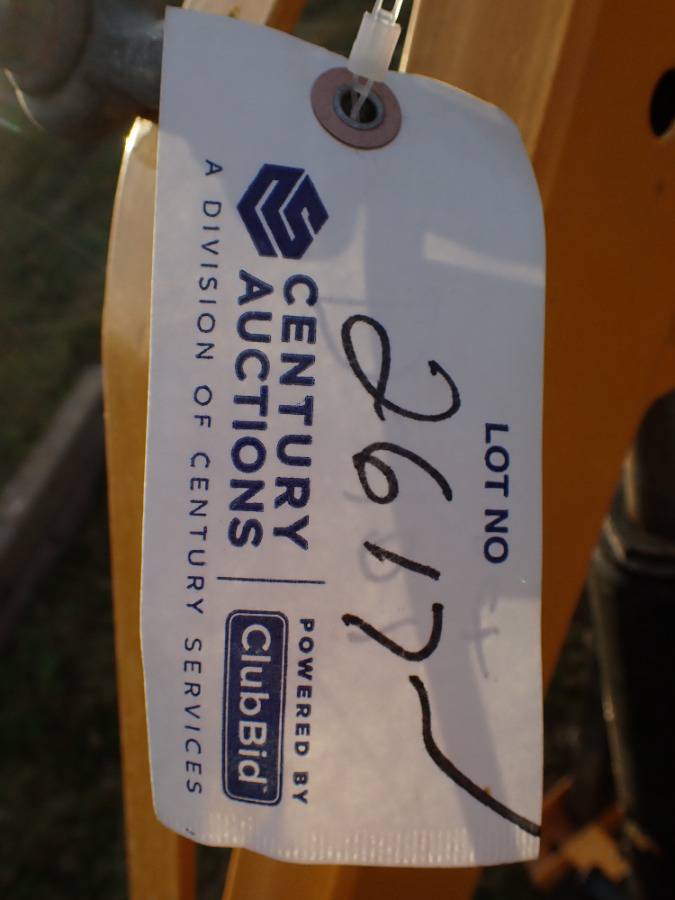 LOT NO
2617
CENTURY
AUCTIONS
A DIVISION OF CENTURY SERVICES
POWERED BY
ClubBid